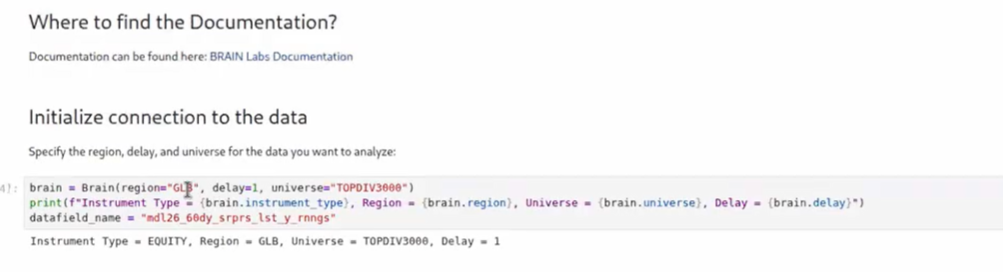 Where to find the Documentation?
Documentation can be found here: BRAIN Labs Documentation
Initialize connection to the data
Specify the region, delay, and universe for the data you want to analyze:
4]: brain = Brain(region="GLB", delay=1, universe="TOPDIV3000")
print(f"Instrument Type = {brain.instrument_type}, Region = {brain.region}, Universe = {brain.universe}, Delay = {brain.delay}")
datafield_name = "mdl26_60dy_srprs_lst_y_rnngs"
Instrument Type = EQUITY, Region = GLB, Universe = TOPDIV3000, Delay = 1